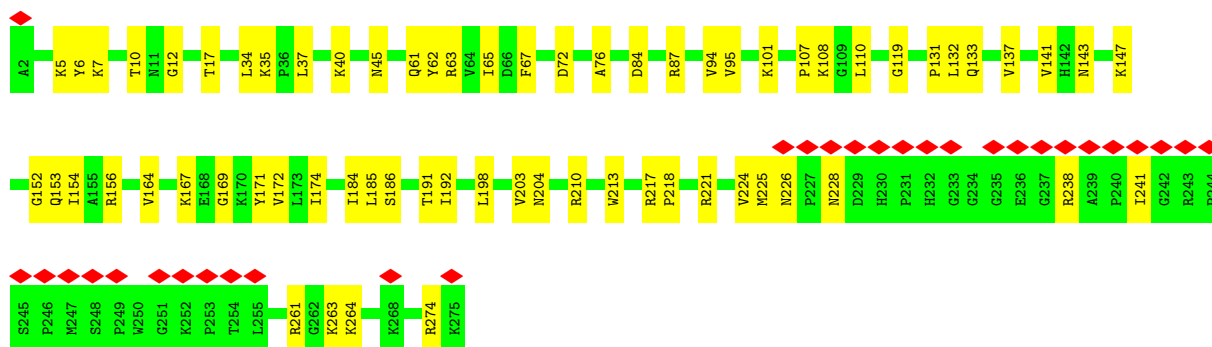 A2 K5 Y6 K7 T10 N11 G12 T17 L34 K35 P36 L37 K40 N45 Q61 Y62 R63 V64 I65 D66 F67 D72 A76 D84 R87 V94 V95 K101 P107 K108 G109 L110 G119 P131 L132 Q133 V137 V141 H142 N143 K147
G152 Q153 I154 A155 R156 V164 K167 E168 G169 K170 Y171 V172 L173 I174 I184 L185 S186 T191 I192 L198 V203 N204 R210 W213 R217 P218 R221 V224 M225 N226 P227 N228 D229 H230 P231 H232 G233 G234 G235 E236 G237 R238 A239 P240 I241 G242 R243
S245 P246 M247 S248 P249 W250 G251 K252 P253 T254 L255 R261 G262 K263 K264 K268 R274 K275